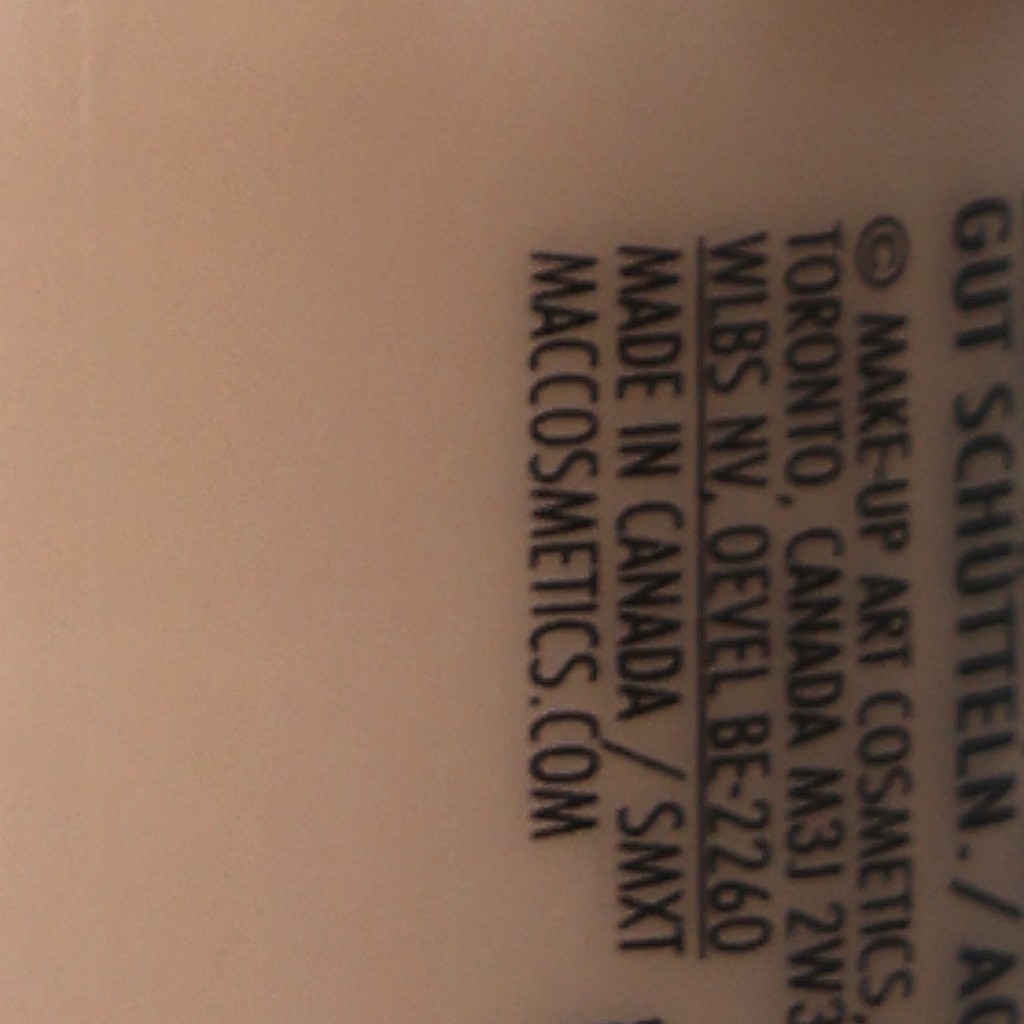 GUT SCHÜTTELN. /
© MAKE-UP ART COSMETICS,
TORONTO, CANADA M3J 2W3
WLBS NV, OEVEL BE-2260
MADE IN CANADA / SMXT
MACCOSMETICS.COM